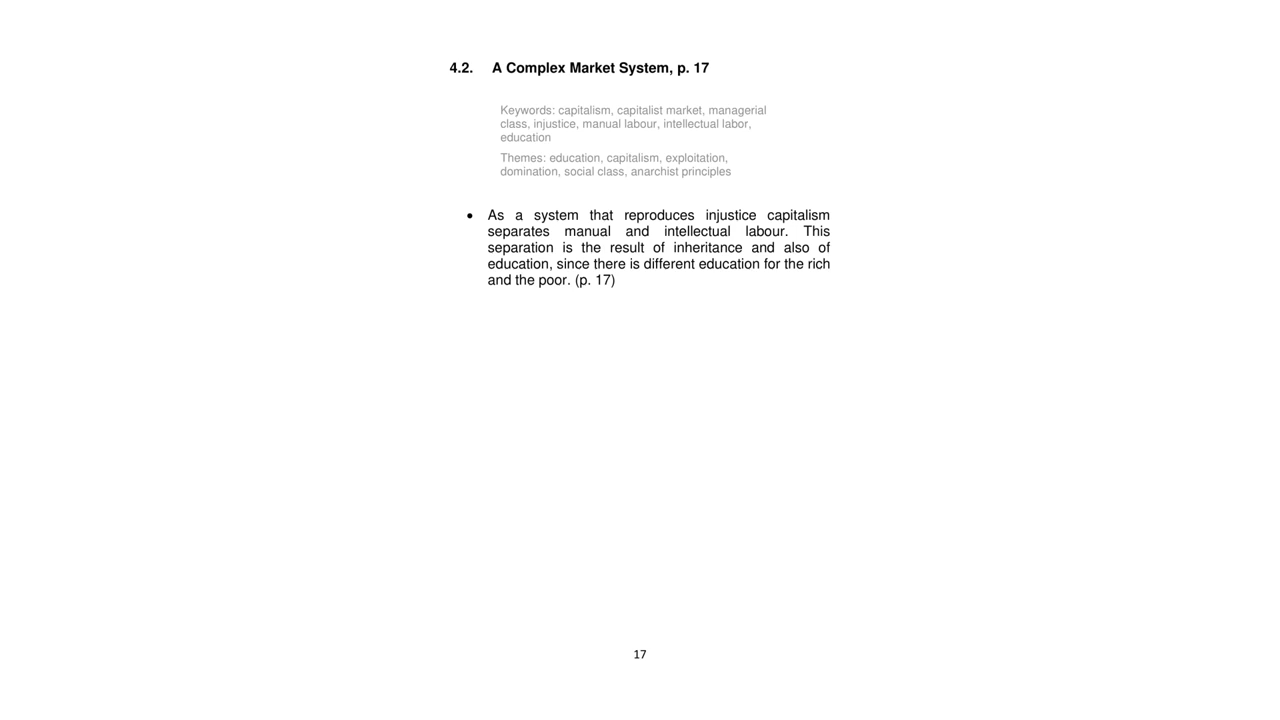 4.2. A Complex Market System, p. 17
Keywords: capitalism, capitalist market, managerial
class, injustice, manual labour, intellectual labor,
education
Themes: education, capitalism, exploitation,
domination, social class, anarchist principles
• As a system that reproduces injustice capitalism
separates manual and intellectual labour. This
separation is the result of inheritance and also of
education, since there is different education for the rich
and the poor. (p. 17)
17